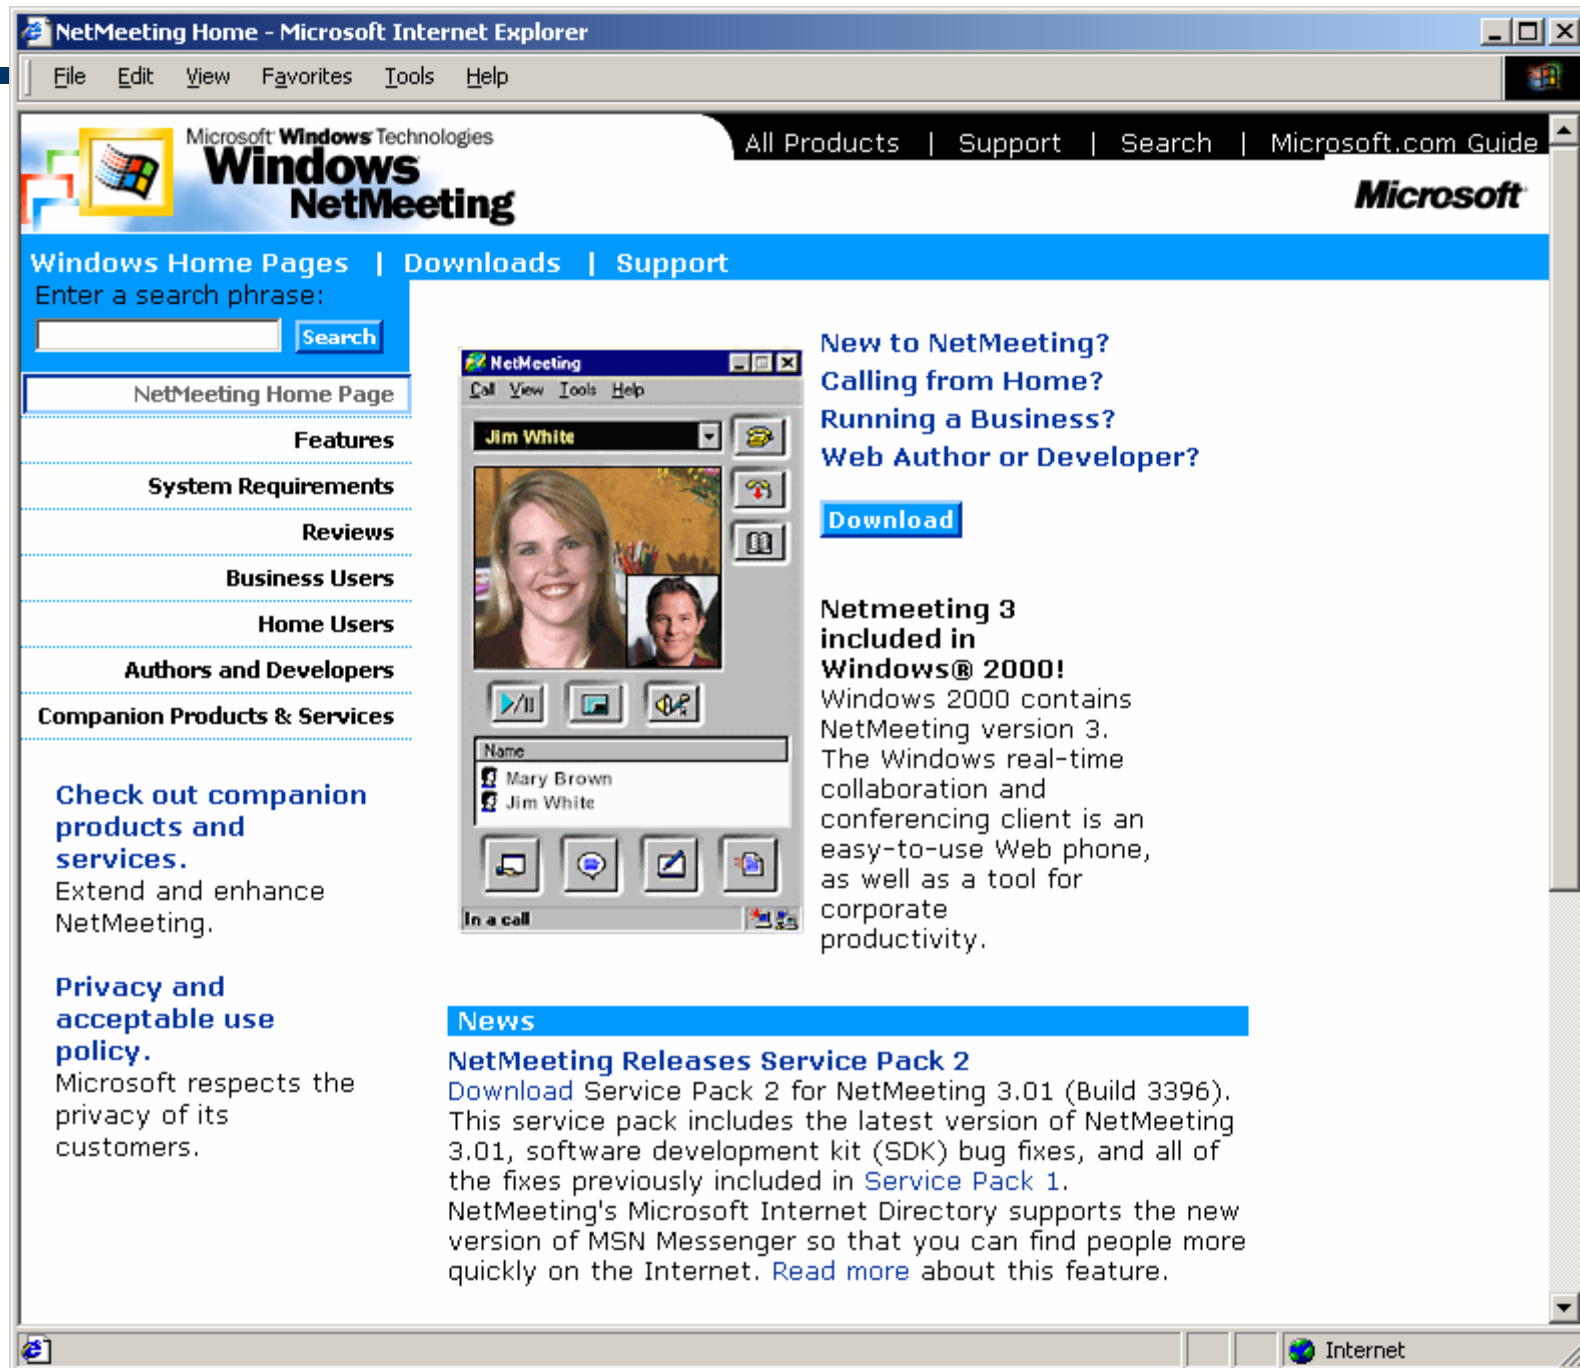 NetMeeting Home - Microsoft Internet Explorer
File Edit View Favorites Tools Help
Microsoft Windows Technologies
Windows
NetMeeting
All Products | Support | Search | Microsoft.com Guide
Microsoft
Windows Home Pages | Downloads | Support
Enter a search phrase:
Search
NetMeeting Home Page
Features
System Requirements
Reviews
Business Users
Home Users
Authors and Developers
Companion Products & Services
Check out companion
products and
services.
Extend and enhance
NetMeeting.
Privacy and
acceptable use
policy.
Microsoft respects the
privacy of its
customers.
NetMeeting
Call View Tools Help
Jim White
Name
Mary Brown
Jim White
In a call
New to NetMeeting?
Calling from Home?
Running a Business?
Web Author or Developer?
Download
Netmeeting 3
included in
Windows® 2000!
Windows 2000 contains
NetMeeting version 3.
The Windows real-time
collaboration and
conferencing client is an
easy-to-use Web phone,
as well as a tool for
corporate
productivity.
News
NetMeeting Releases Service Pack 2
Download Service Pack 2 for NetMeeting 3.01 (Build 3396).
This service pack includes the latest version of NetMeeting
3.01, software development kit (SDK) bug fixes, and all of
the fixes previously included in Service Pack 1.
NetMeeting's Microsoft Internet Directory supports the new
version of MSN Messenger so that you can find people more
quickly on the Internet. Read more about this feature.
Internet